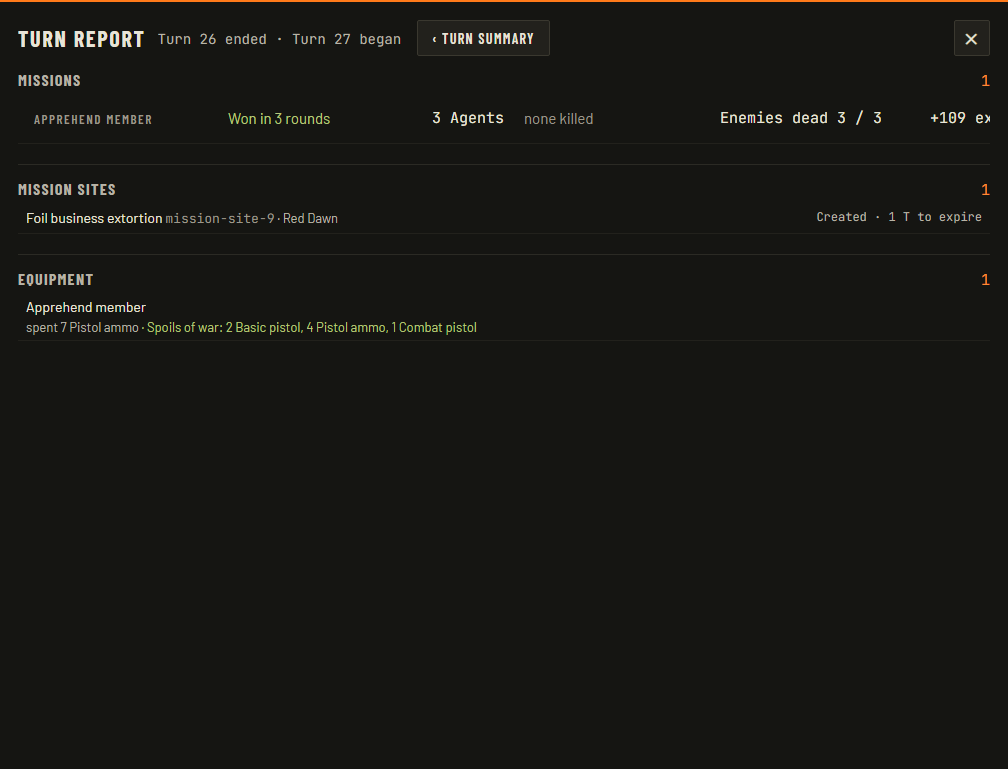 TURN REPORT Turn 26 ended · Turn 27 began ‹ TURN SUMMARY ✕
MISSIONS 1
APPREHEND MEMBER Won in 3 rounds 3 Agents none killed Enemies dead 3 / 3 +109 ex
MISSION SITES 1
Foil business extortion mission-site-9 · Red Dawn Created · 1 T to expire
EQUIPMENT 1
Apprehend member
spent 7 Pistol ammo · Spoils of war: 2 Basic pistol, 4 Pistol ammo, 1 Combat pistol